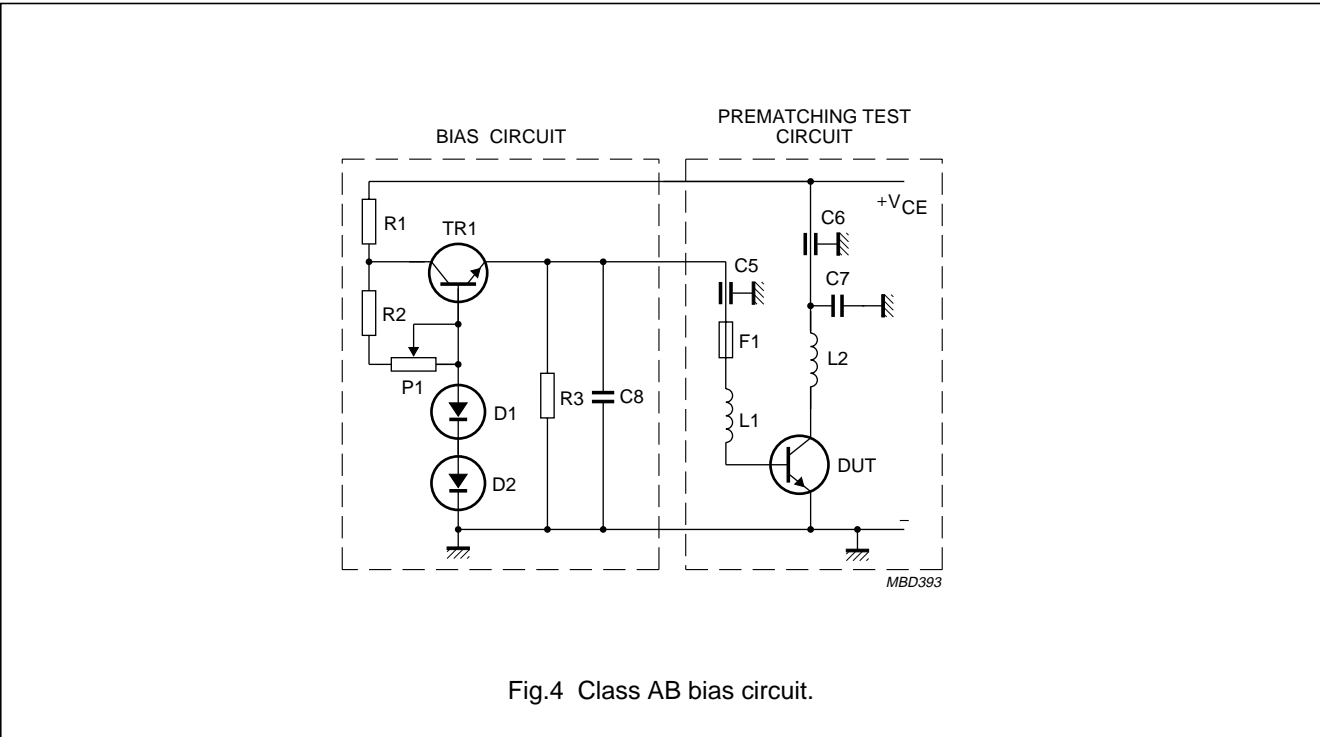 PREMATCHING TEST
CIRCUIT
BIAS CIRCUIT
+VCE
C6
R1
TR1
C5
C7
R2
F1
L2
P1
R3
C8
D1
L1
DUT
D2
–
MBD393
Fig.4 Class AB bias circuit.